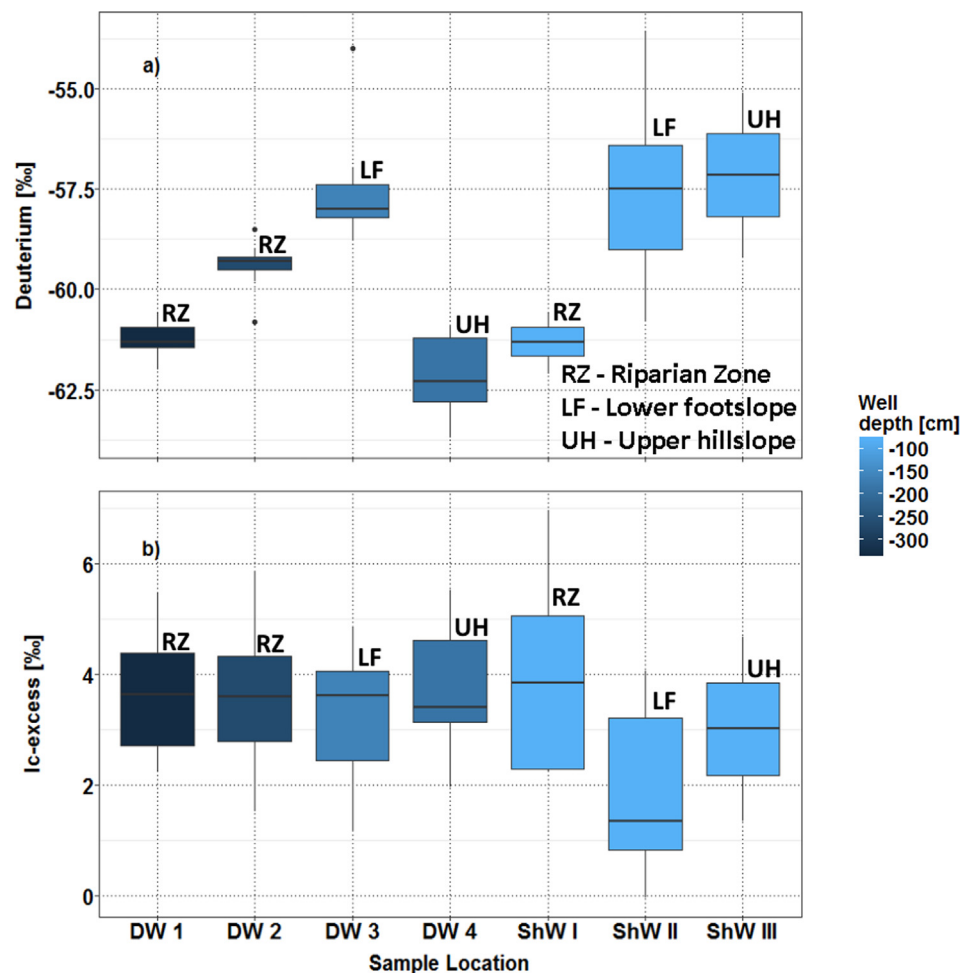 a)
Deuterium [‰]
-55.0
-57.5
-60.0
-62.5
RZ
RZ
LF
UH
RZ
LF
UH
RZ - Riparian Zone
LF - Lower footslope
UH - Upper hillslope
Well
depth [cm]
-100
-150
-200
-250
-300
b)
lc-excess [‰]
6
4
2
0
RZ
RZ
LF
UH
RZ
LF
UH
DW 1 DW 2 DW 3 DW 4 ShW I ShW II ShW III
Sample Location